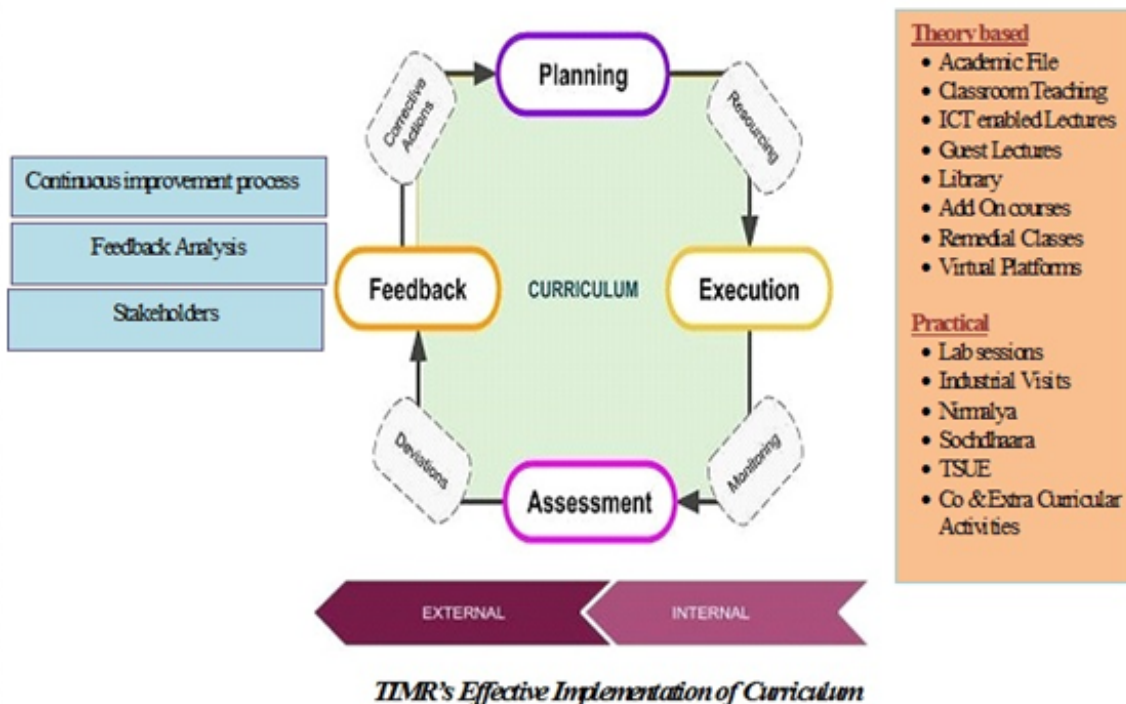 Planning
Corrective
Actions
Resourcing
Feedback
CURRICULUM
Execution
Deviations
Monitoring
Assessment
Continuous improvement process
Feedback Analysis
Stakeholders
Theory based
• Academic File
• Classroom Teaching
• ICT enabled Lectures
• Guest Lectures
• Library
• Add On courses
• Remedial Classes
• Virtual Platforms
Practical
• Lab sessions
• Industrial Visits
• Nirmalya
• Sochdhaara
• TSUE
• Co & Extra Curricular
Activities
EXTERNAL
INTERNAL
TIMR's Effective Implementation of Curriculum